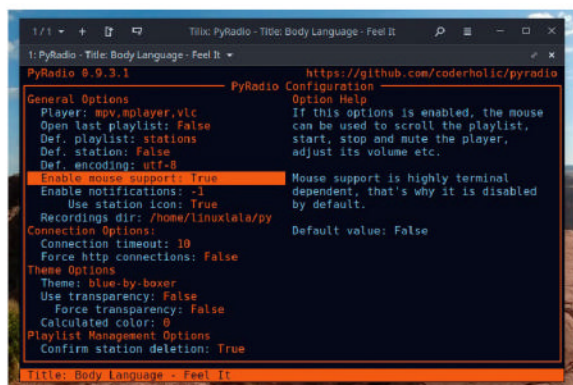 1/1
Tilix: PyRadio - Title: Body Language - Feel It
1: PyRadio - Title: Body Language - Feel It
PyRadio 0.9.3.1 https://github.com/coderholic/pyradio
PyRadio Configuration
General Options
Player: mpv,mplayer,vlc
Open last playlist: False
Def. playlist: stations
Def. station: False
Def. encoding: utf-8
Enable mouse support: True
Enable notifications: -1
Use station icon: True
Recordings dir: /home/linuxlala/py
Connection Options:
Connection timeout: 10
Force http connections: False
Theme Options
Theme: blue-by-boxer
Use transparency: False
Force transparency: False
Calculated color: 0
Playlist Management Options
Confirm station deletion: True
Option Help
If this options is enabled, the mouse
can be used to scroll the playlist,
start, stop and mute the player,
adjust its volume etc.
Mouse support is highly terminal
dependent, that's why it is disabled
by default.
Default value: False
Title: Body Language - Feel It